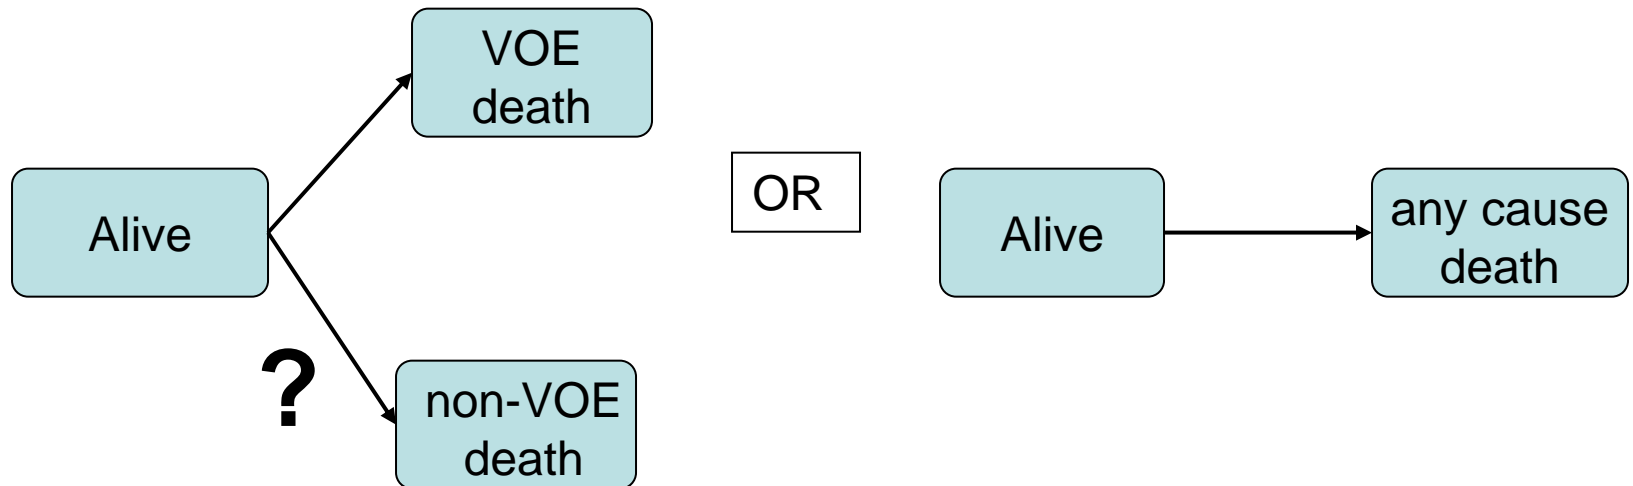 VOE
death
Alive
?
non-VOE
death
OR
Alive
any cause
death